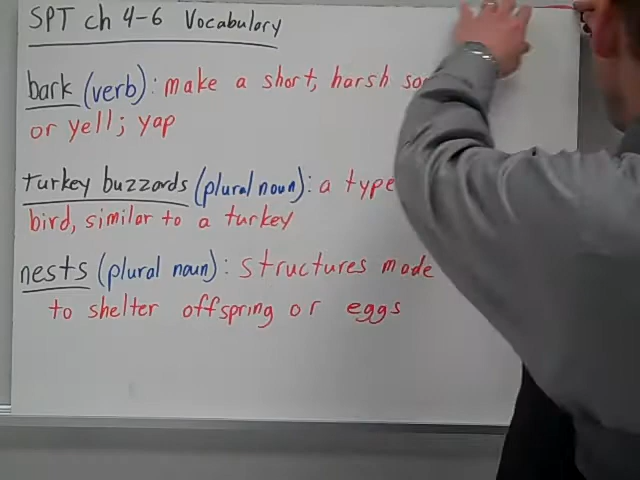 SPT ch 4-6 Vocabulary
bark (verb): make a short, harsh
or yell; yap
turkey buzzards (plural noun): a type
bird, similar to a turkey
nests (plural noun): structures made
to shelter offspring or eggs